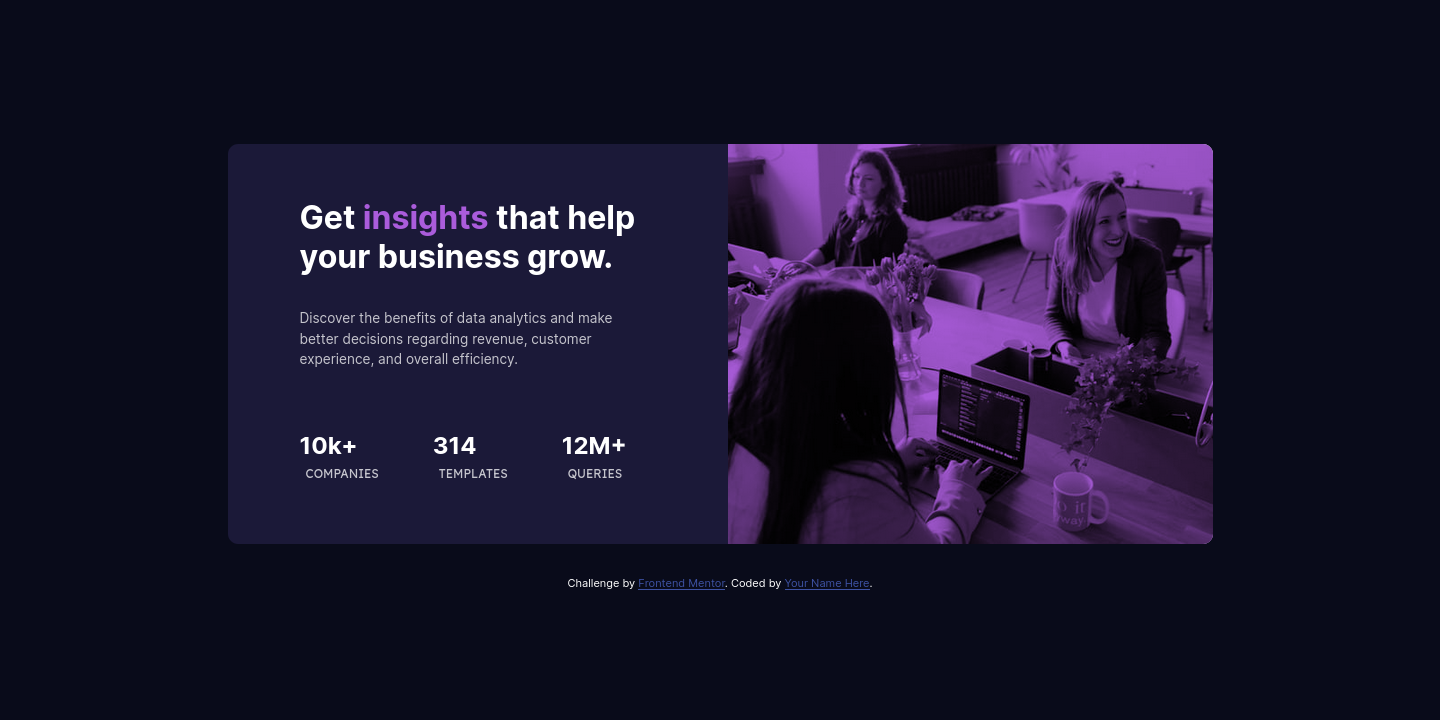 Get insights that help
your business grow.
Discover the benefits of data analytics and make
better decisions regarding revenue, customer
experience, and overall efficiency.
10k+ 314 12M+
COMPANIES TEMPLATES QUERIES
Challenge by Frontend Mentor. Coded by Your Name Here.